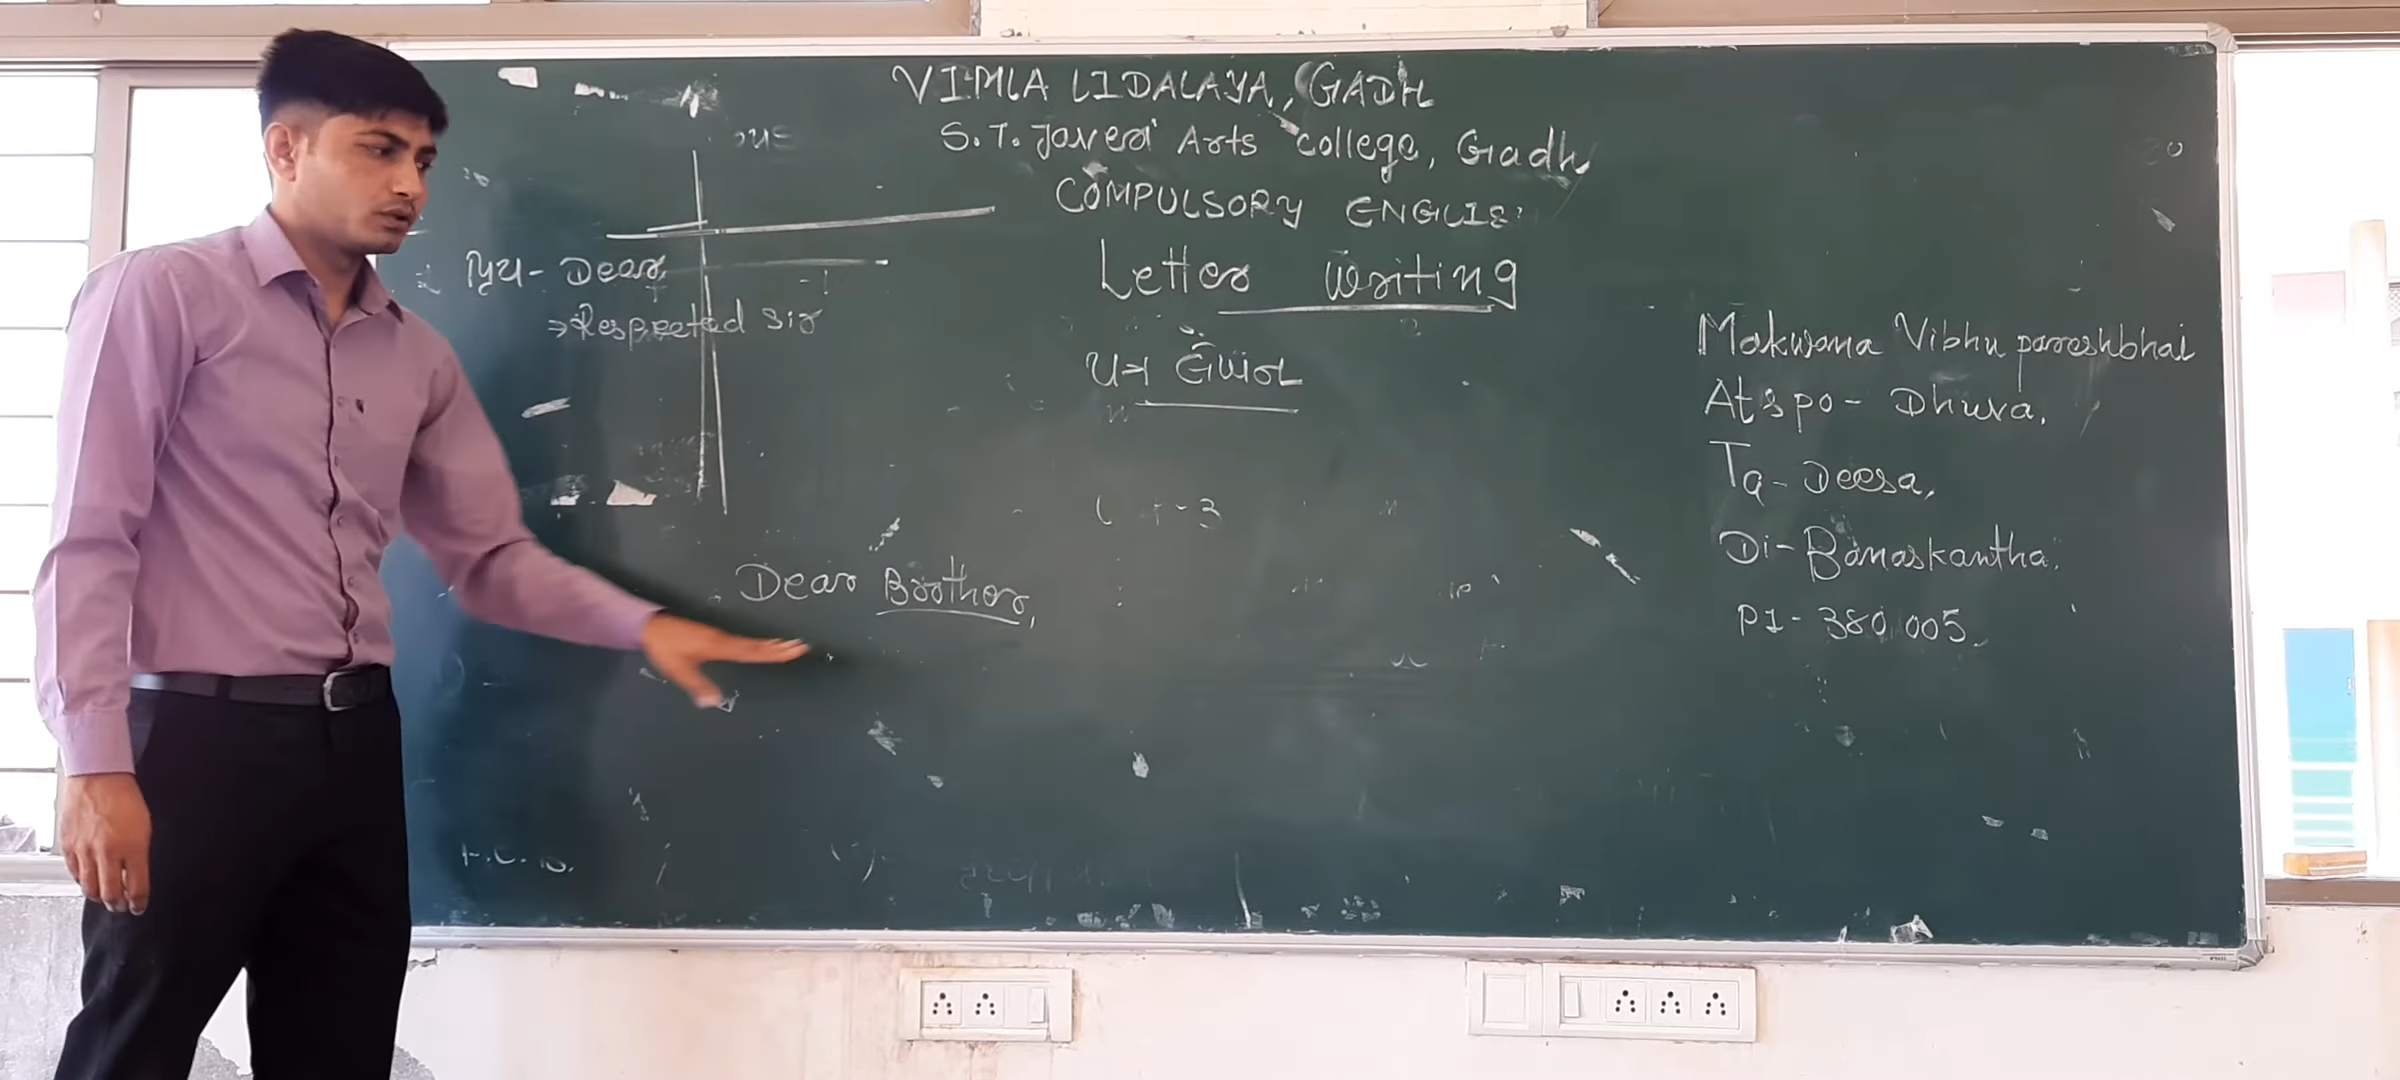 VIMLA LIDALAYA, GADH
S.T. Javeri Arts College, Gadh
COMPULSORY ENGLIS
Letter Writing
પત્ર લેખન
પ્રિય - Dear,
⇒ Respected Sir
Makwana Vibhu pareshbhai
At & po - Dhuva,
Ta - Deesa,
Di - Banaskantha.
PI - 380 005.
Dear Brother,